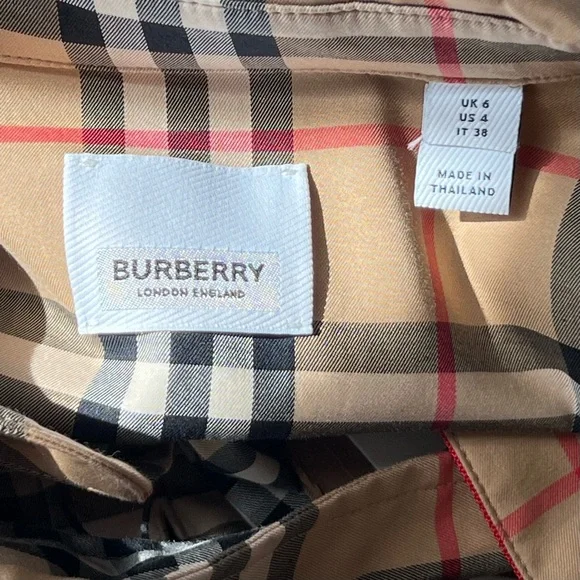 UK 6
US 4
IT 38
MADE IN
THAILAND
BURBERRY
LONDON ENGLAND